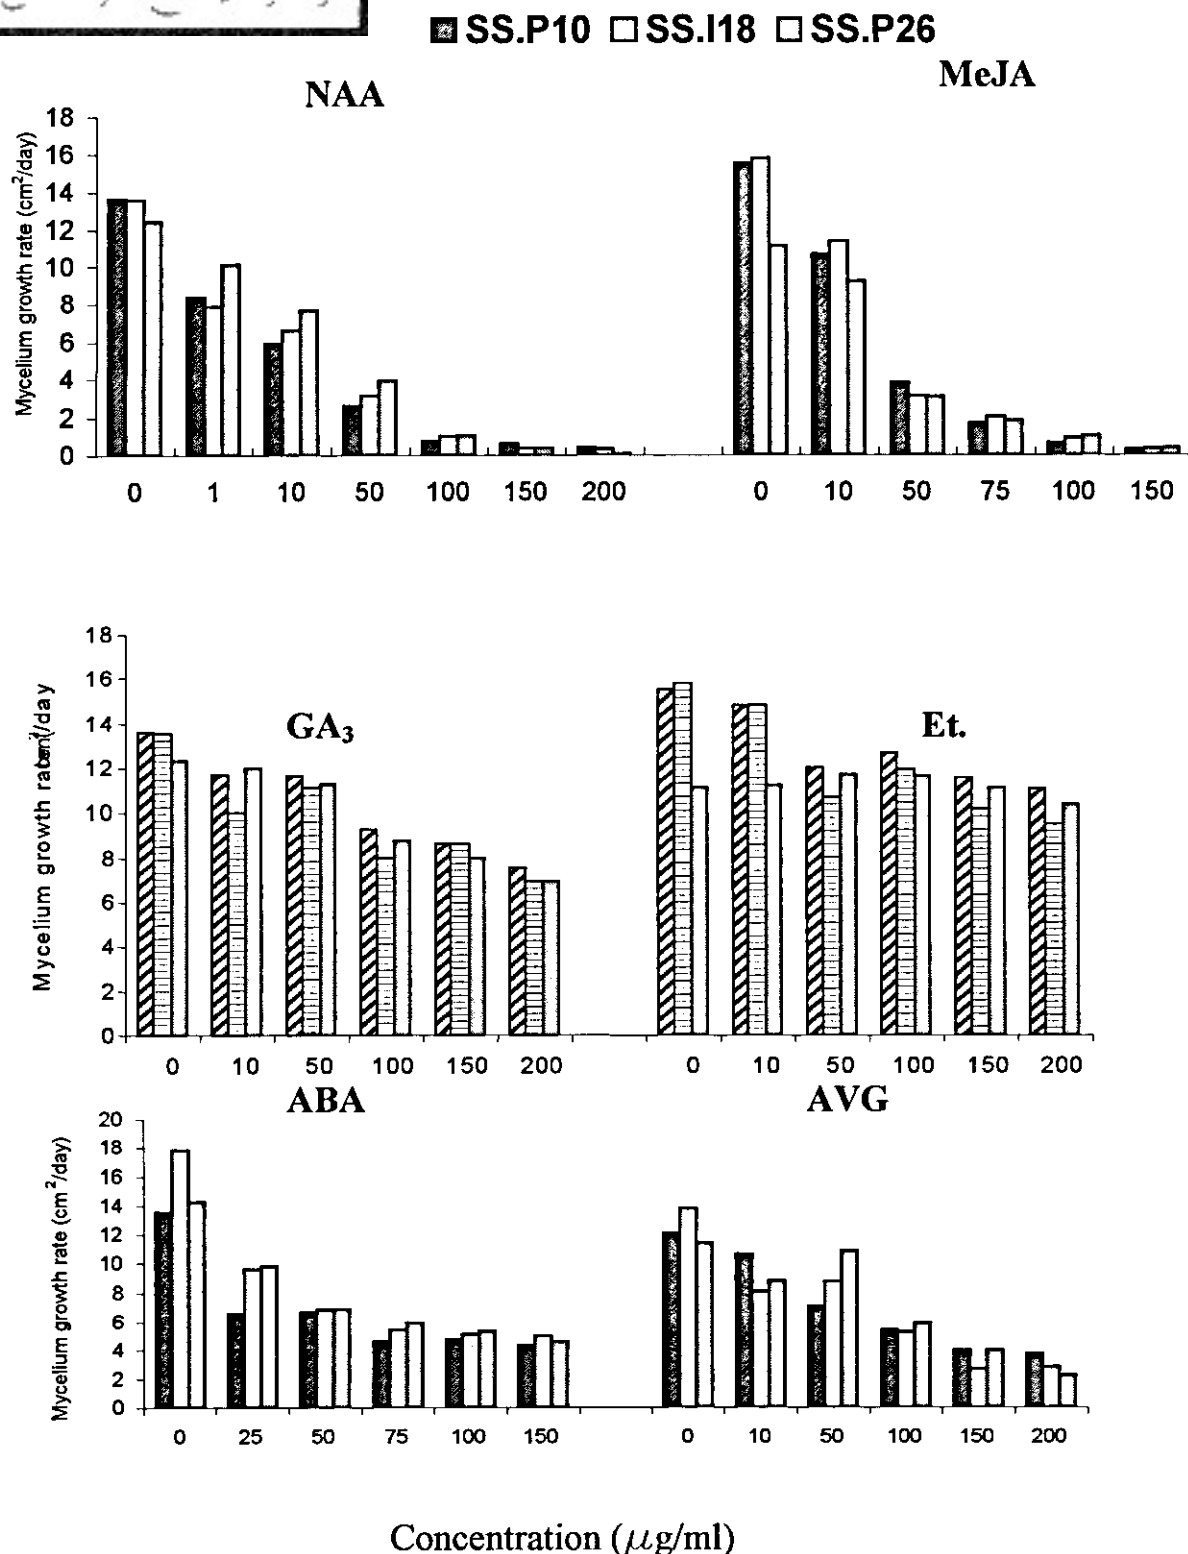 SS.P10 SS.I18 SS.P26
NAA
MeJA
Mycelium growth rate (cm²/day)
18
16
14
12
10
8
6
4
2
0
0 1 10 50 100 150 200
0 10 50 75 100 150
Mycelium growth
18
16
14
12
10
8
6
4
2
0
GA₃
Et.
0 10 50 100 150 200
0 10 50 100 150 200
ABA
AVG
Mycelium growth rate (cm²/day)
20
18
16
14
12
10
8
6
4
2
0
0 25 50 75 100 150
0 10 50 100 150 200
Concentration (μg/ml)